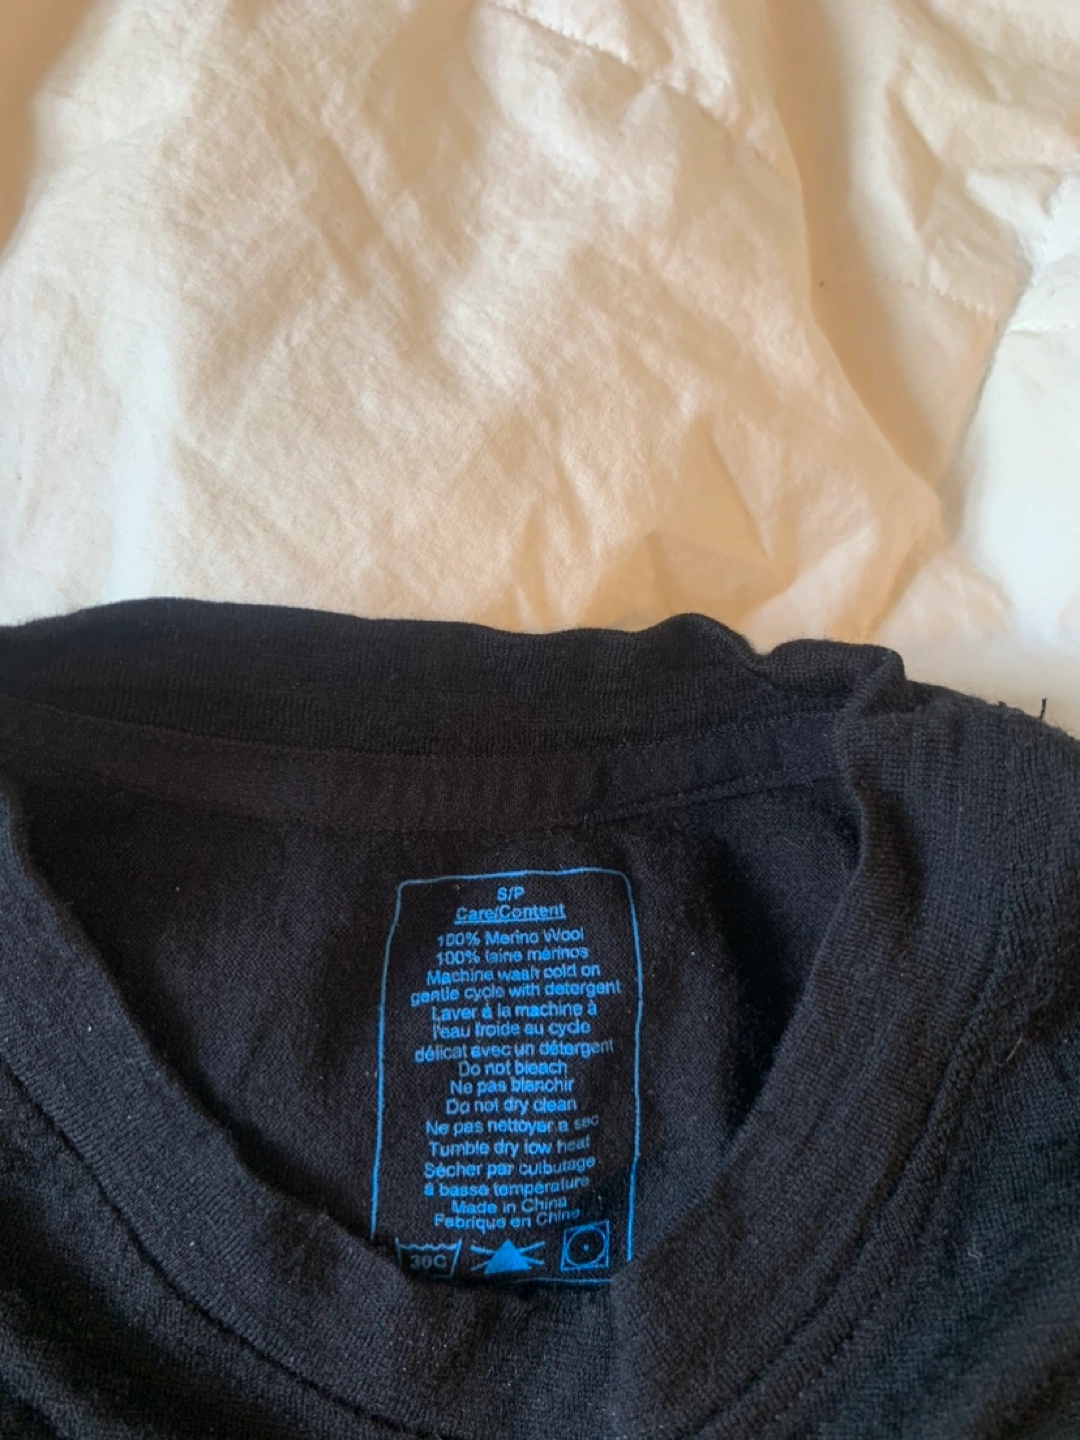 S/P
Care/Content
100% Merino Wool
100% laine mérinos
Machine wash cold on
gentle cycle with detergent
Laver à la machine à
l'eau froide au cycle
délicat avec un détergent
Do not bleach
Ne pas blanchir
Do not dry clean
Ne pas nettoyer a sec
Tumble dry low heat
Sécher par culbutage
à basse température
Made in China
Fabrique en Chine
30C